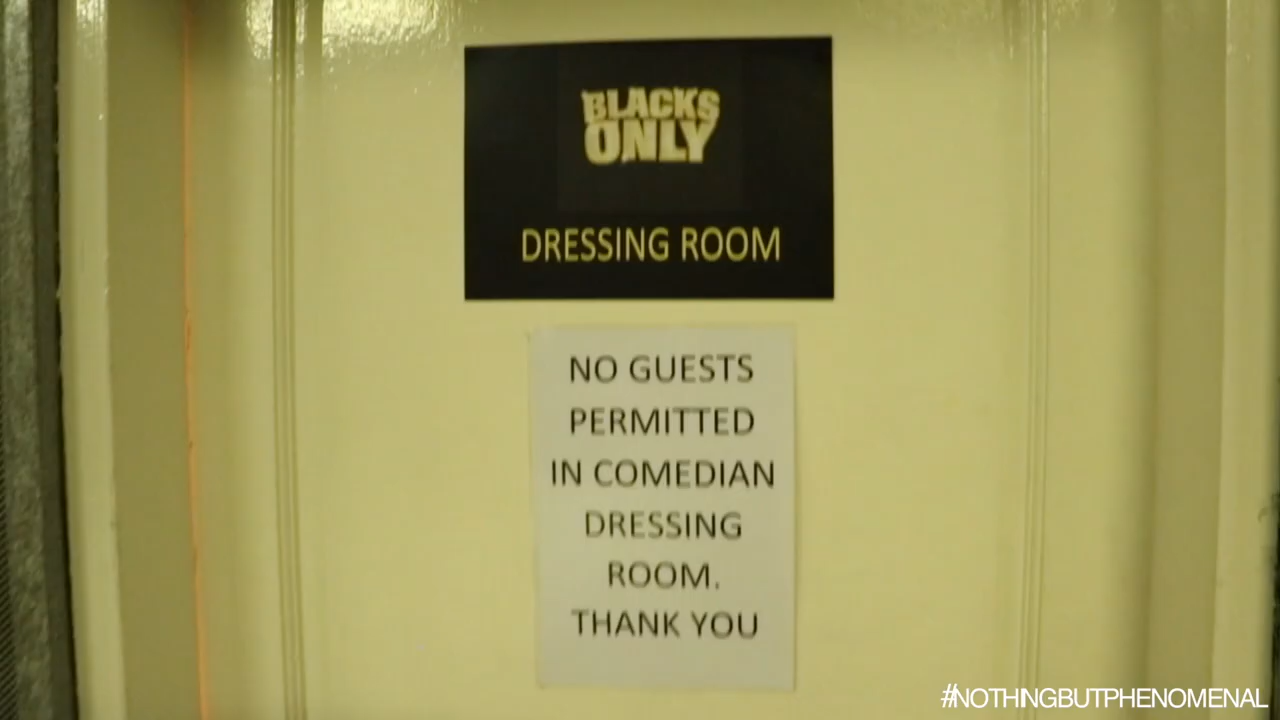 BLACKS
ONLY
DRESSING ROOM
NO GUESTS
PERMITTED
IN COMEDIAN
DRESSING
ROOM.
THANK YOU
#NOTHINGBUTPHENOMENAL